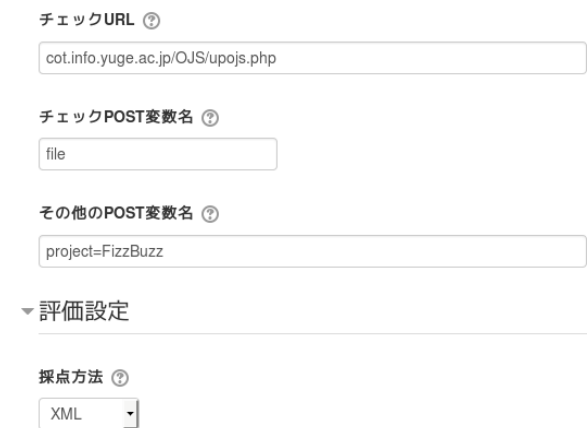 チェックURL
cot.info.yuge.ac.jp/OJS/upojs.php
チェックPOST変数名
file
その他のPOST変数名
project=FizzBuzz
評価設定
採点方法
XML